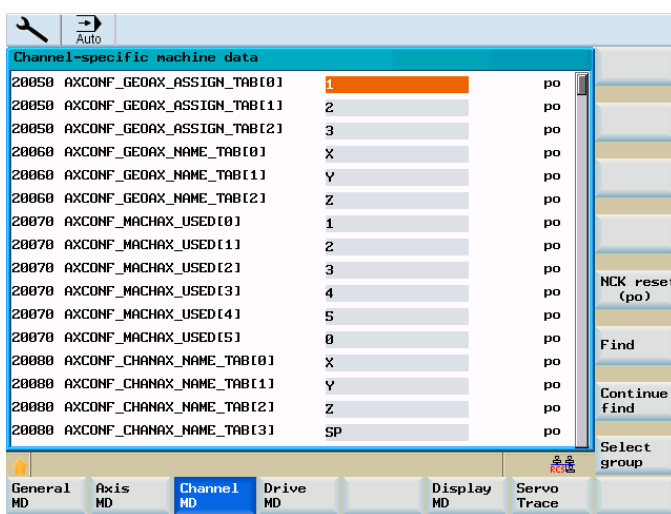 Auto
Channel-specific machine data
20050 AXCONF_GEOAX_ASSIGN_TAB[0] 1 po
20050 AXCONF_GEOAX_ASSIGN_TAB[1] 2 po
20050 AXCONF_GEOAX_ASSIGN_TAB[2] 3 po
20060 AXCONF_GEOAX_NAME_TAB[0] X po
20060 AXCONF_GEOAX_NAME_TAB[1] Y po
20060 AXCONF_GEOAX_NAME_TAB[2] Z po
20070 AXCONF_MACHAX_USED[0] 1 po
20070 AXCONF_MACHAX_USED[1] 2 po
20070 AXCONF_MACHAX_USED[2] 3 po
20070 AXCONF_MACHAX_USED[3] 4 po
20070 AXCONF_MACHAX_USED[4] 5 po
20070 AXCONF_MACHAX_USED[5] 0 po
20080 AXCONF_CHANAX_NAME_TAB[0] X po
20080 AXCONF_CHANAX_NAME_TAB[1] Y po
20080 AXCONF_CHANAX_NAME_TAB[2] Z po
20080 AXCONF_CHANAX_NAME_TAB[3] SP po
NCK reset
(po)
Find
Continue
find
Select
group
RCS
General
MD
Axis
MD
Channel
MD
Drive
MD
Display
MD
Servo
Trace